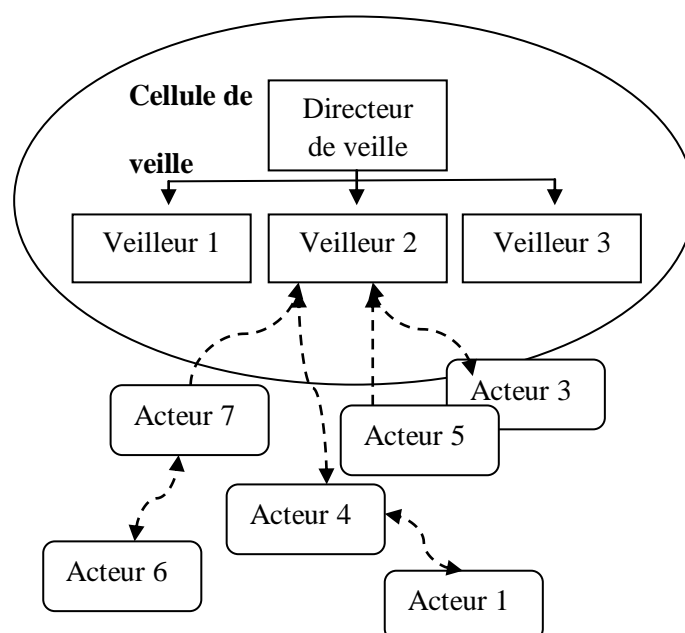 Cellule de
veille
Directeur
de veille
Veilleur 1
Veilleur 2
Veilleur 3
Acteur 3
Acteur 7
Acteur 5
Acteur 4
Acteur 6
Acteur 1